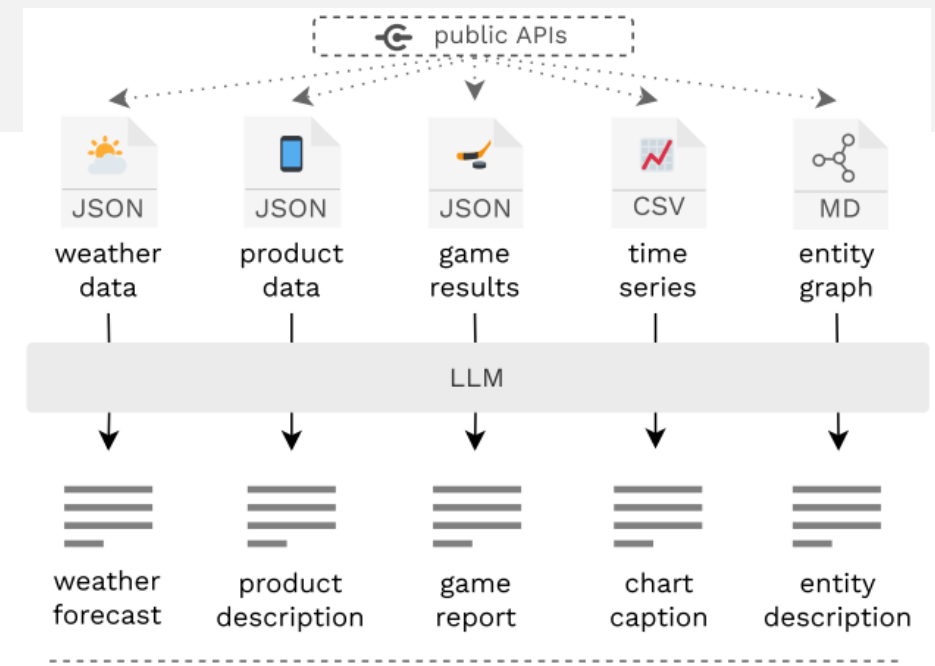 public APIs
JSON JSON JSON CSV MD
weather product game time entity
data data results series graph
LLM
weather product game chart entity
forecast description report caption description